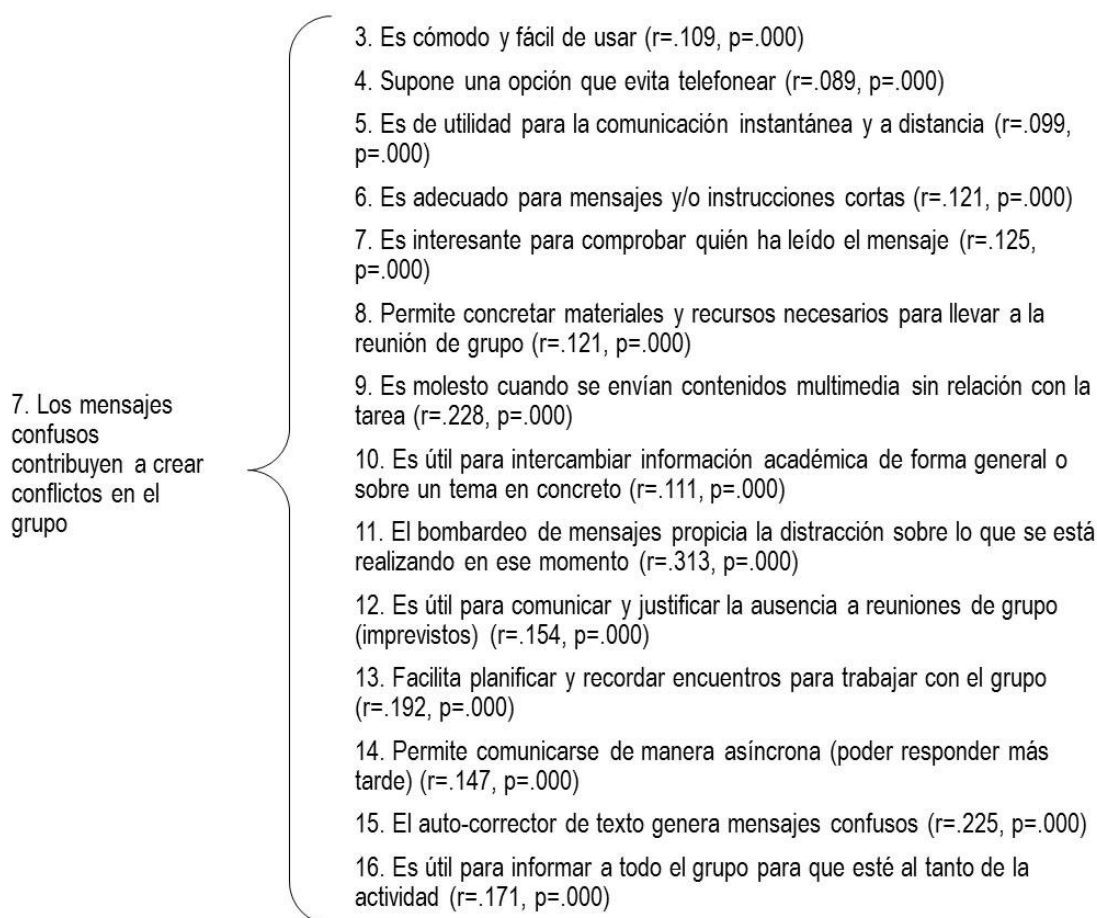 7. Los mensajes
confusos
contribuyen a crear
conflictos en el
grupo
3. Es cómodo y fácil de usar (r=.109, p=.000)
4. Supone una opción que evita telefonear (r=.089, p=.000)
5. Es de utilidad para la comunicación instantánea y a distancia (r=.099,
p=.000)
6. Es adecuado para mensajes y/o instrucciones cortas (r=.121, p=.000)
7. Es interesante para comprobar quién ha leído el mensaje (r=.125,
p=.000)
8. Permite concretar materiales y recursos necesarios para llevar a la
reunión de grupo (r=.121, p=.000)
9. Es molesto cuando se envían contenidos multimedia sin relación con la
tarea (r=.228, p=.000)
10. Es útil para intercambiar información académica de forma general o
sobre un tema en concreto (r=.111, p=.000)
11. El bombardeo de mensajes propicia la distracción sobre lo que se está
realizando en ese momento (r=.313, p=.000)
12. Es útil para comunicar y justificar la ausencia a reuniones de grupo
(imprevistos) (r=.154, p=.000)
13. Facilita planificar y recordar encuentros para trabajar con el grupo
(r=.192, p=.000)
14. Permite comunicarse de manera asíncrona (poder responder más
tarde) (r=.147, p=.000)
15. El auto-corrector de texto genera mensajes confusos (r=.225, p=.000)
16. Es útil para informar a todo el grupo para que esté al tanto de la
actividad (r=.171, p=.000)